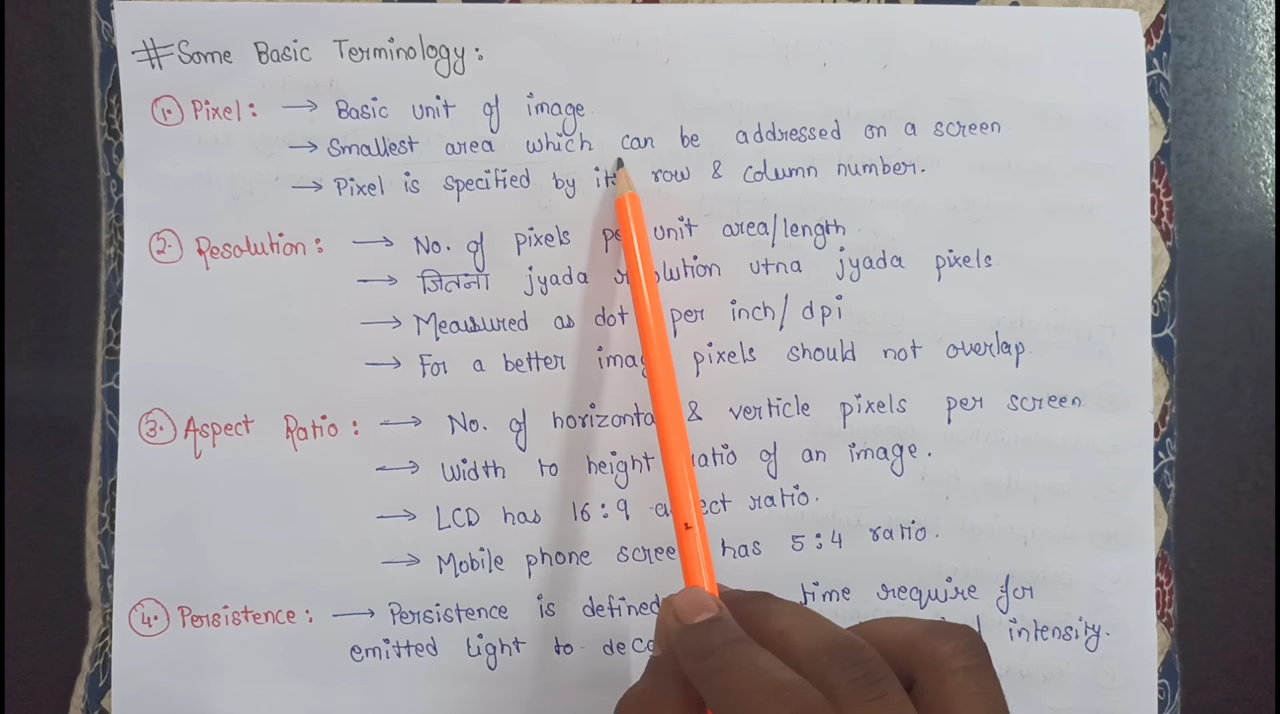 # Some Basic Terminology:
1. Pixel: → Basic unit of image.
→ Smallest area which can be addressed on a screen
→ Pixel is specified by its row & column number.
2. Resolution: → No. of pixels unit area/length
→ जितना jyada utna jyada pixels
→ Measured as dot per inch/dpi
→ For a better pixels should not overlap.
3. Aspect Ratio: → No. of & verticle pixels per screen
→ width to height ratio of an image.
→ LCD has 16:9 ratio.
→ Mobile phone has 5:4 ratio.
4. Persistence: → Persistence is defined time require for
emitted light to intensity.